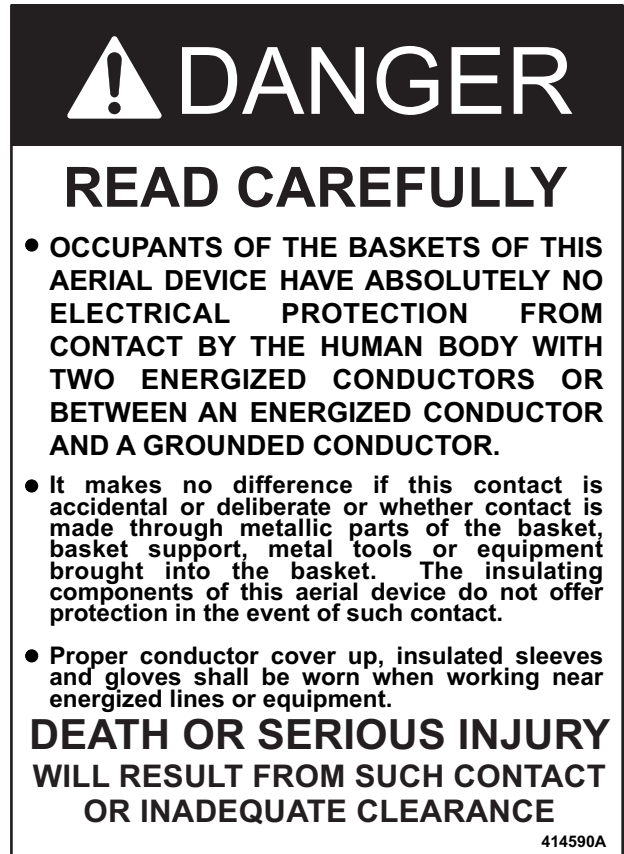 DANGER
READ CAREFULLY
• OCCUPANTS OF THE BASKETS OF THIS
AERIAL DEVICE HAVE ABSOLUTELY NO
ELECTRICAL PROTECTION FROM
CONTACT BY THE HUMAN BODY WITH
TWO ENERGIZED CONDUCTORS OR
BETWEEN AN ENERGIZED CONDUCTOR
AND A GROUNDED CONDUCTOR.
• It makes no difference if this contact is
accidental or deliberate or whether contact is
made through metallic parts of the basket,
basket support, metal tools or equipment
brought into the basket. The insulating
components of this aerial device do not offer
protection in the event of such contact.
• Proper conductor cover up, insulated sleeves
and gloves shall be worn when working near
energized lines or equipment.
DEATH OR SERIOUS INJURY
WILL RESULT FROM SUCH CONTACT
OR INADEQUATE CLEARANCE
414590A